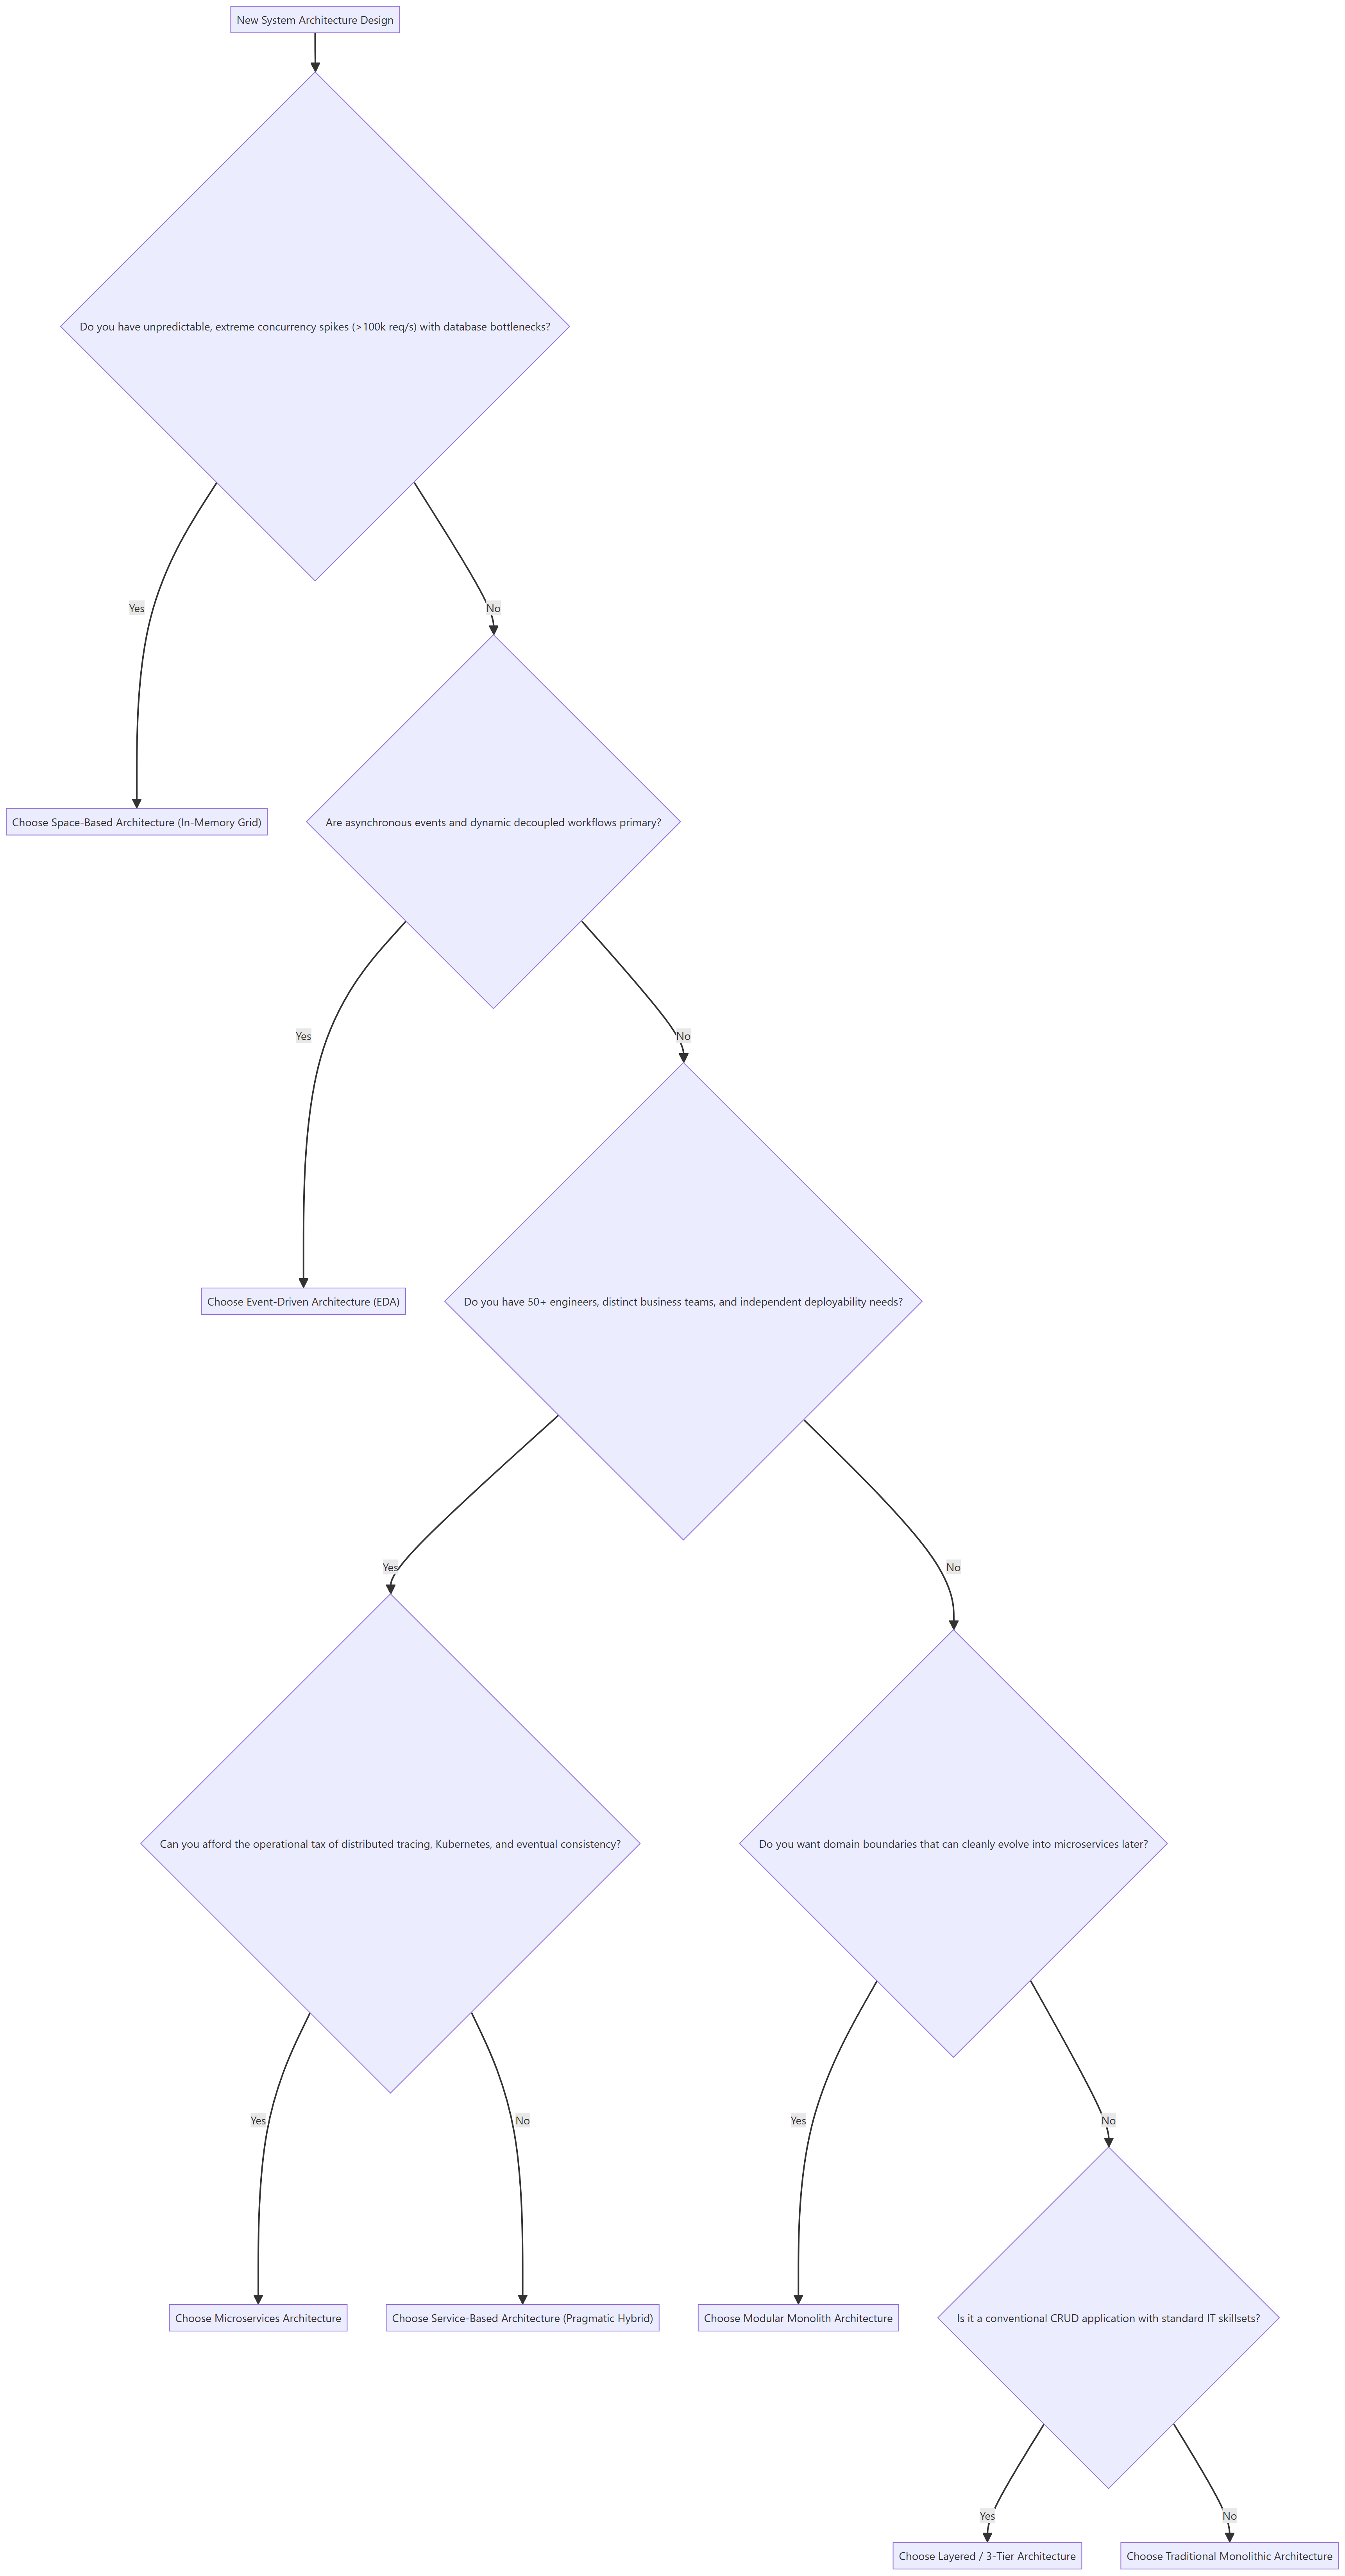 New System Architecture Design
Do you have unpredictable, extreme concurrency spikes (>100k req/s) with database bottlenecks?
Yes
No
Choose Space-Based Architecture (In-Memory Grid)
Are asynchronous events and dynamic decoupled workflows primary?
Yes
No
Choose Event-Driven Architecture (EDA)
Do you have 50+ engineers, distinct business teams, and independent deployability needs?
Yes
No
Can you afford the operational tax of distributed tracing, Kubernetes, and eventual consistency?
Do you want domain boundaries that can cleanly evolve into microservices later?
Yes
No
Yes
No
Choose Microservices Architecture
Choose Service-Based Architecture (Pragmatic Hybrid)
Choose Modular Monolith Architecture
Is it a conventional CRUD application with standard IT skillsets?
Yes
No
Choose Layered / 3-Tier Architecture
Choose Traditional Monolithic Architecture